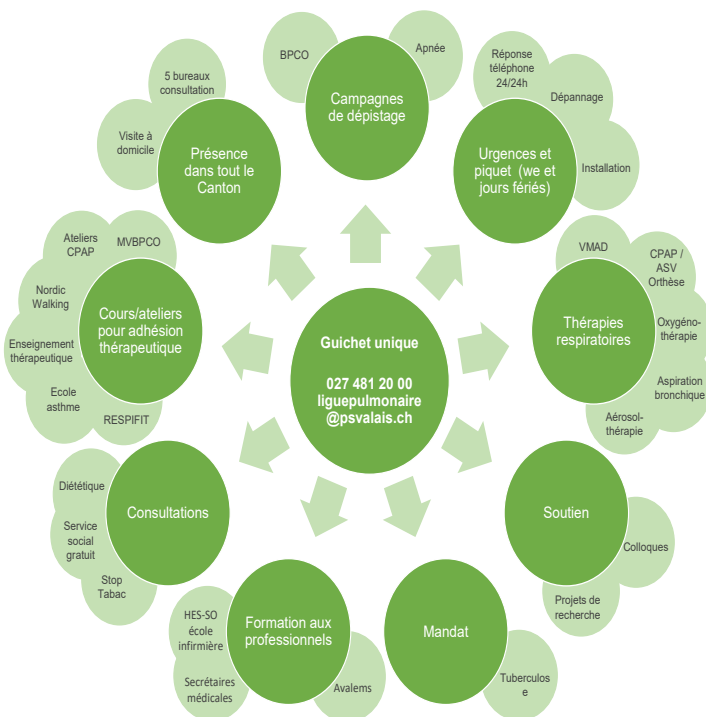 BPCO
Apnée
Campagnes
de dépistage
Réponse
téléphone
24/24h
Dépannage
Installation
Urgences et
piquet (we et
jours fériés)
5 bureaux
consultation
Visite à
domicile
Présence
dans tout le
Canton
VMAD
CPAP /
ASV
Orthèse
Oxygéno-
thérapie
Aspiration
bronchique
Aérosol-
thérapie
Thérapies
respiratoires
Ateliers
CPAP
MVBPCO
Nordic
Walking
Enseignement
thérapeutique
Ecole
asthme
RESPIFIT
Cours/ateliers
pour adhésion
thérapeutique
Guichet unique
027 481 20 00
liguepulmonaire
@psvalais.ch
Diététique
Service
social
gratuit
Stop
Tabac
Consultations
Soutien
Colloques
Projets de
recherche
HES-SO
école
infirmière
Secrétaires
médicales
Avalems
Formation aux
professionnels
Mandat
Tuberculos
e